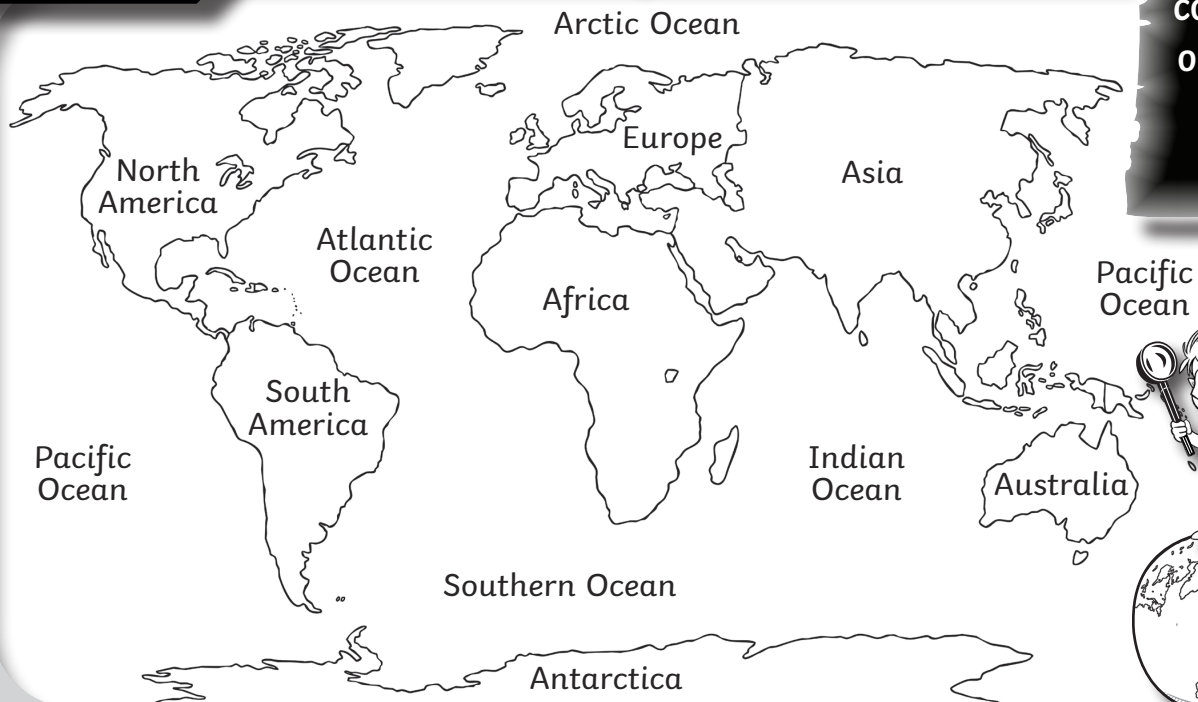 Arctic Ocean
Europe
North
America
Asia
Atlantic
Ocean
Pacific
Ocean
Africa
South
America
Pacific
Ocean
Indian
Ocean
Australia
Southern Ocean
Antarctica